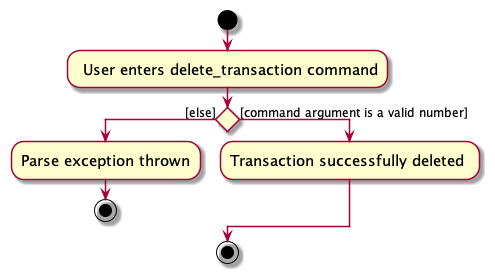 User enters delete_transaction command
[else]
[command argument is a valid number]
Parse exception thrown
Transaction successfully deleted